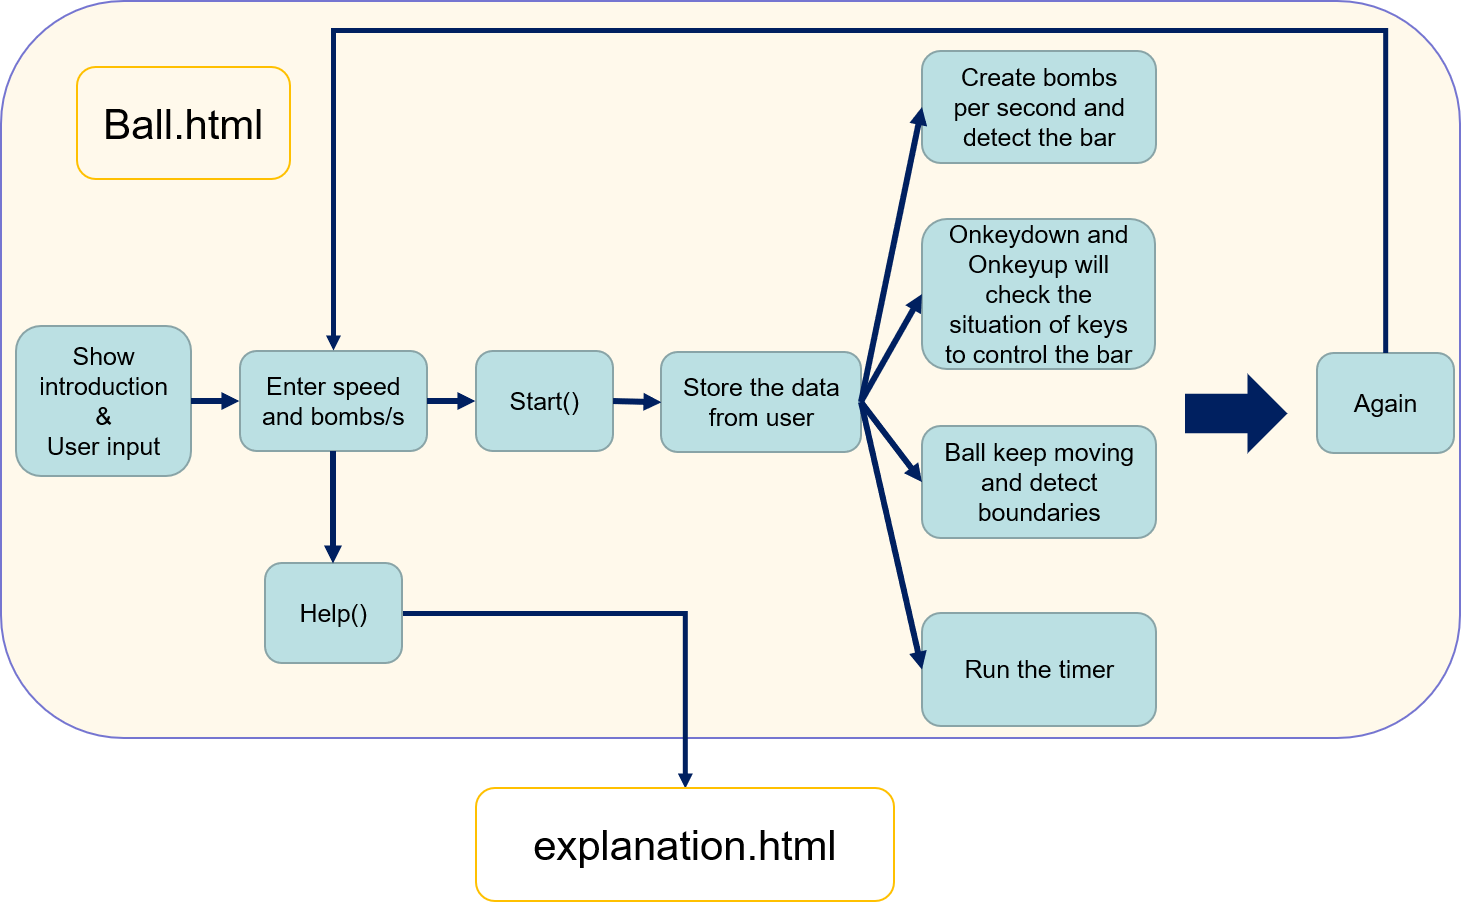 Ball.html
Show
introduction
&
User input
Enter speed
and bombs/s
Start()
Store the data
from user
Create bombs
per second and
detect the bar
Onkeydown and
Onkeyup will
check the
situation of keys
to control the bar
Ball keep moving
and detect
boundaries
Run the timer
Again
Help()
explanation.html